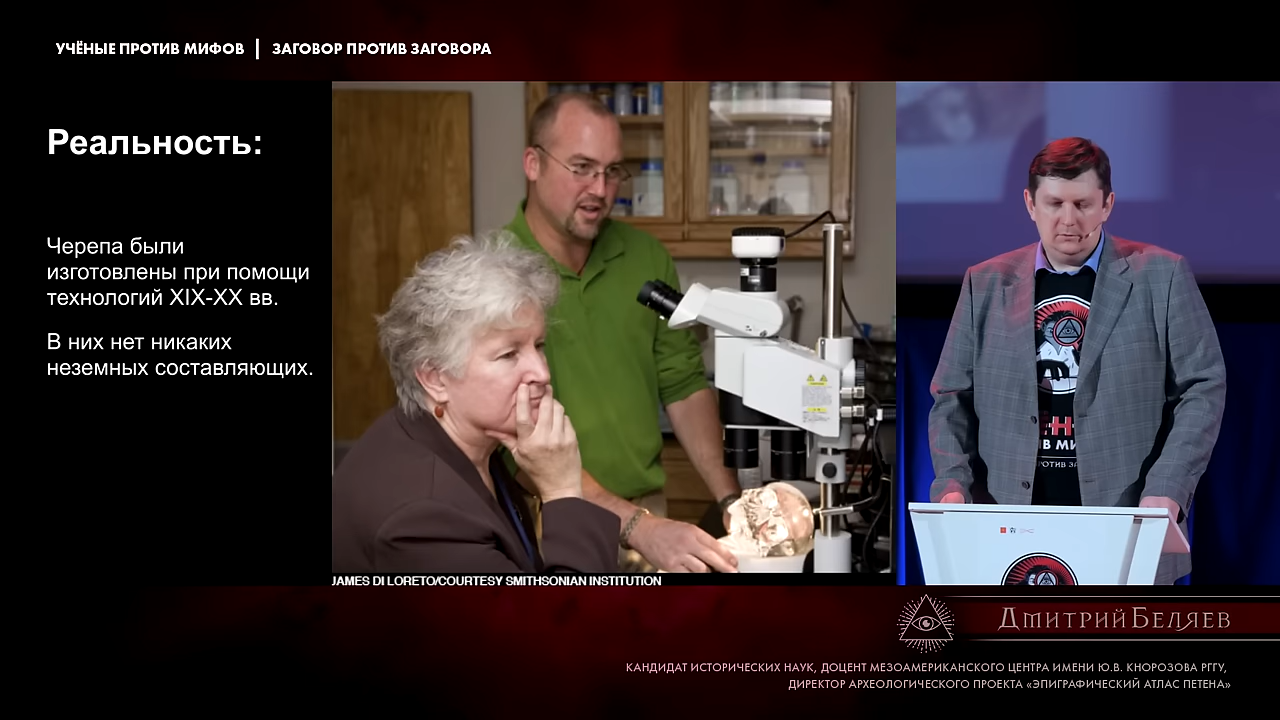 УЧЁНЫЕ ПРОТИВ МИФОВ | ЗАГОВОР ПРОТИВ ЗАГОВОРА
Реальность:
Черепа были
изготовлены при помощи
технологий XIX-XX вв.
В них нет никаких
неземных составляющих.
JAMES DI LORETO/COURTESY SMITHSONIAN INSTITUTION
ДМИТРИЙ БЕЛЯЕВ
КАНДИДАТ ИСТОРИЧЕСКИХ НАУК, ДОЦЕНТ МЕЗОАМЕРИКАНСКОГО ЦЕНТРА ИМЕНИ Ю.В. КНОРОЗОВА РГГУ,
ДИРЕКТОР АРХЕОЛОГИЧЕСКОГО ПРОЕКТА «ЭПИГРАФИЧЕСКИЙ АТЛАС ПЕТЕНА»